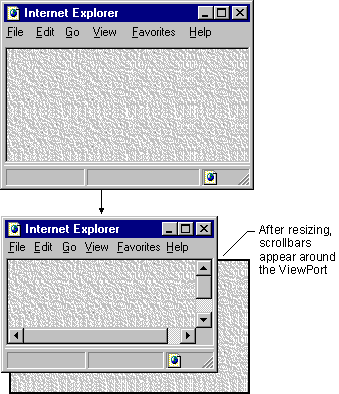 Internet Explorer
File Edit Go View Favorites Help
Internet Explorer
File Edit Go View Favorites Help
After resizing,
scrollbars
appear around
the ViewPort